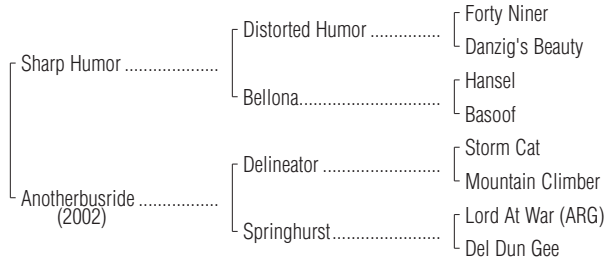 Forty Niner
Distorted Humor ...............
Danzig's Beauty
Sharp Humor ....................
Hansel
Bellona..............................
Basoof
Storm Cat
Delineator .........................
Mountain Climber
Anotherbusride .................
(2002)
Lord At War (ARG)
Springhurst.......................
Del Dun Gee